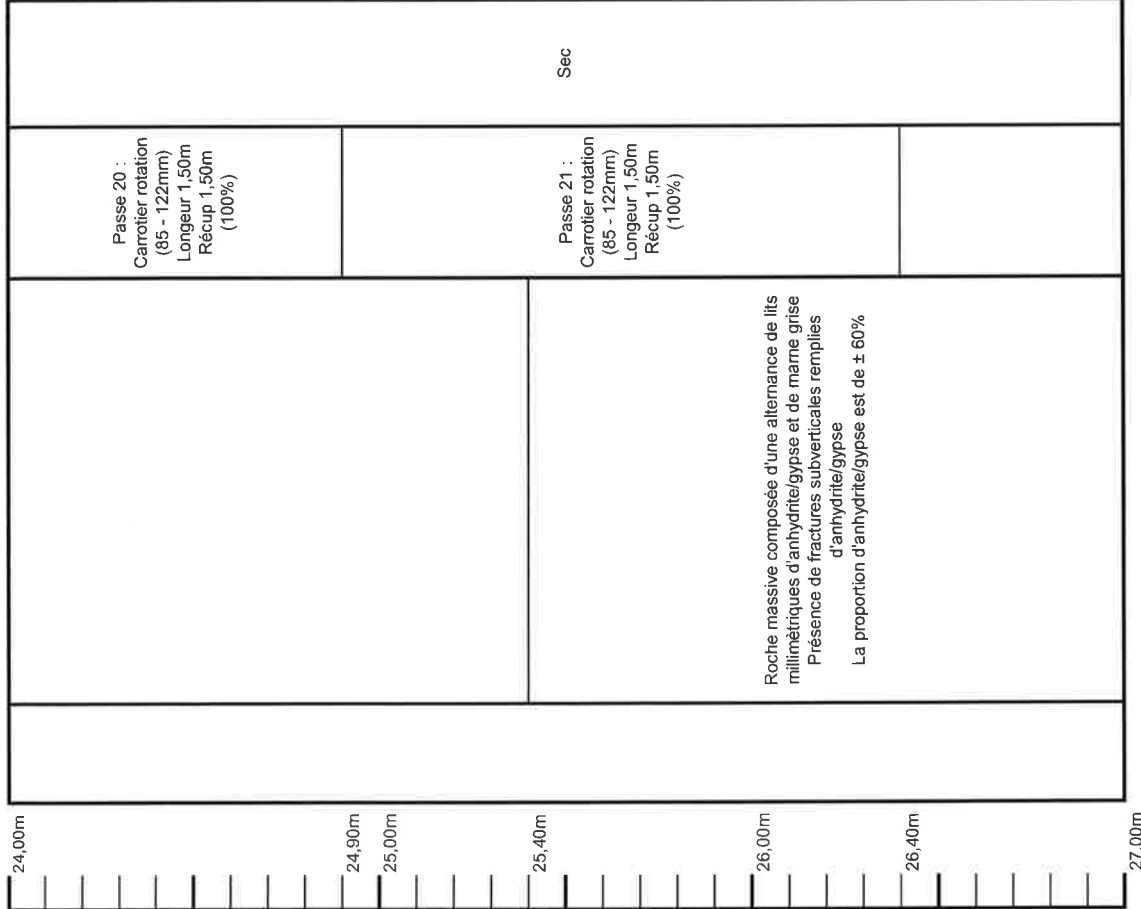 24,00m
24,90m
25,00m
25,40m
26,00m
26,40m
27,00m
Roche massive composée d'une alternance de lits
millimètriques d'anhydrite/gypse et de marne grise
Présence de fractures subverticales remplies
d'anhydrite/gypse
La proportion d'anhydrite/gypse est de ± 60%
Passe 20 :
Carrotier rotation
(85 - 122mm)
Longeur 1,50m
Récup 1,50m
(100%)
Passe 21 :
Carrotier rotation
(85 - 122mm)
Longeur 1,50m
Récup 1,50m
(100%)
Sec